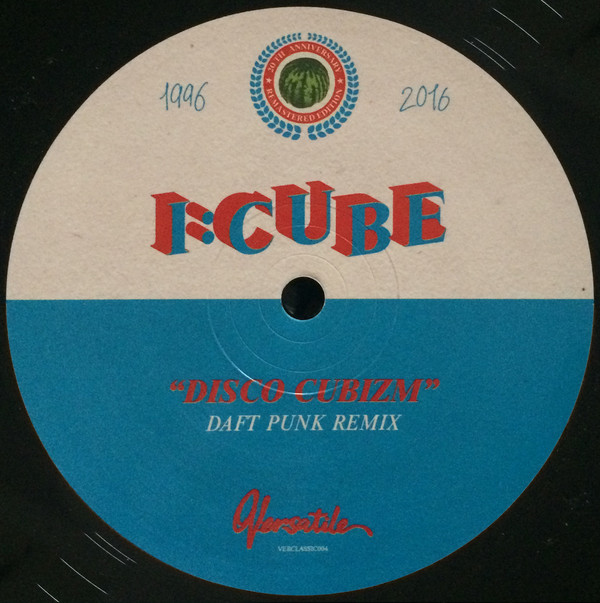 20TH ANNIVERSARY
REMASTERED EDITION
1996
2016
I:CUBE
“DISCO CUBIZM”
DAFT PUNK REMIX
Versatile
VERCLASSIC004